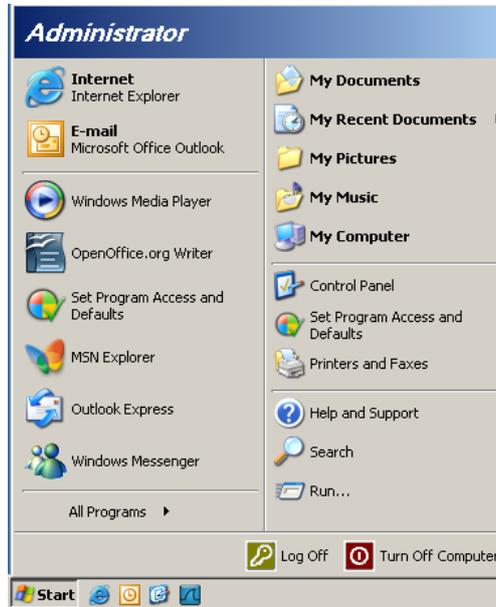 Administrator
Internet
Internet Explorer
E-mail
Microsoft Office Outlook
Windows Media Player
OpenOffice.org Writer
Set Program Access and
Defaults
MSN Explorer
Outlook Express
Windows Messenger
All Programs
My Documents
My Recent Documents
My Pictures
My Music
My Computer
Control Panel
Set Program Access and
Defaults
Printers and Faxes
Help and Support
Search
Run...
Log Off
Turn Off Computer
Start